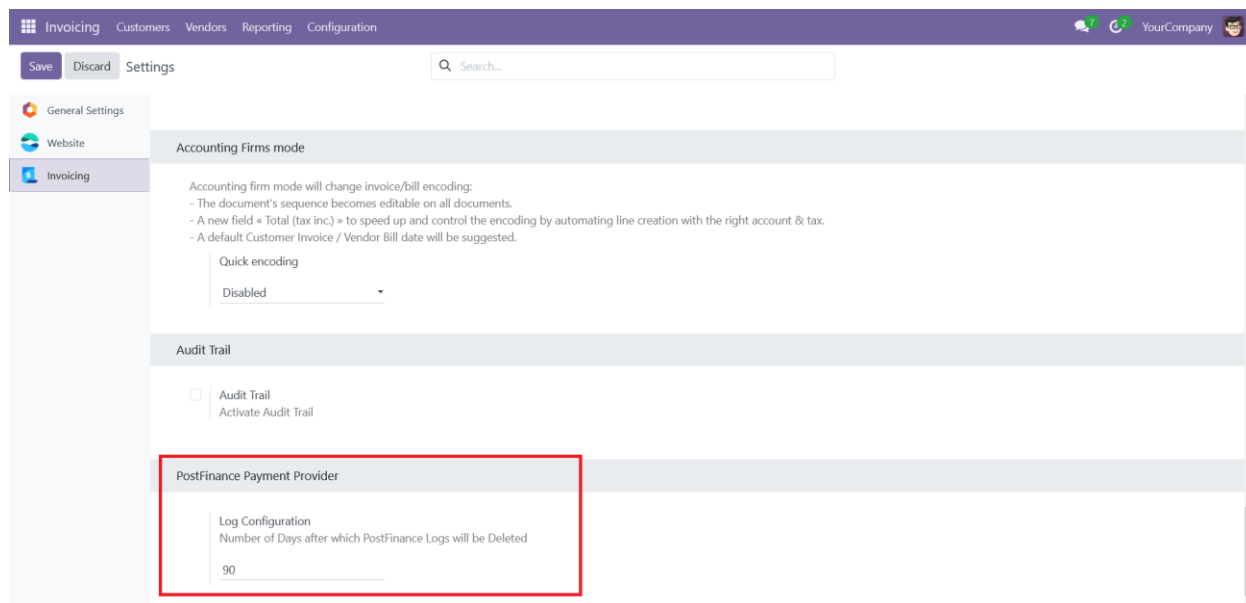 Invoicing Customers Vendors Reporting Configuration 7 2 YourCompany
Save Discard Settings Search...
General Settings
Website
Invoicing
Accounting Firms mode
Accounting firm mode will change invoice/bill encoding:
- The document's sequence becomes editable on all documents.
- A new field « Total (tax inc.) » to speed up and control the encoding by automating line creation with the right account & tax.
- A default Customer Invoice / Vendor Bill date will be suggested.
Quick encoding
Disabled
Audit Trail
Audit Trail
Activate Audit Trail
PostFinance Payment Provider
Log Configuration
Number of Days after which PostFinance Logs will be Deleted
90